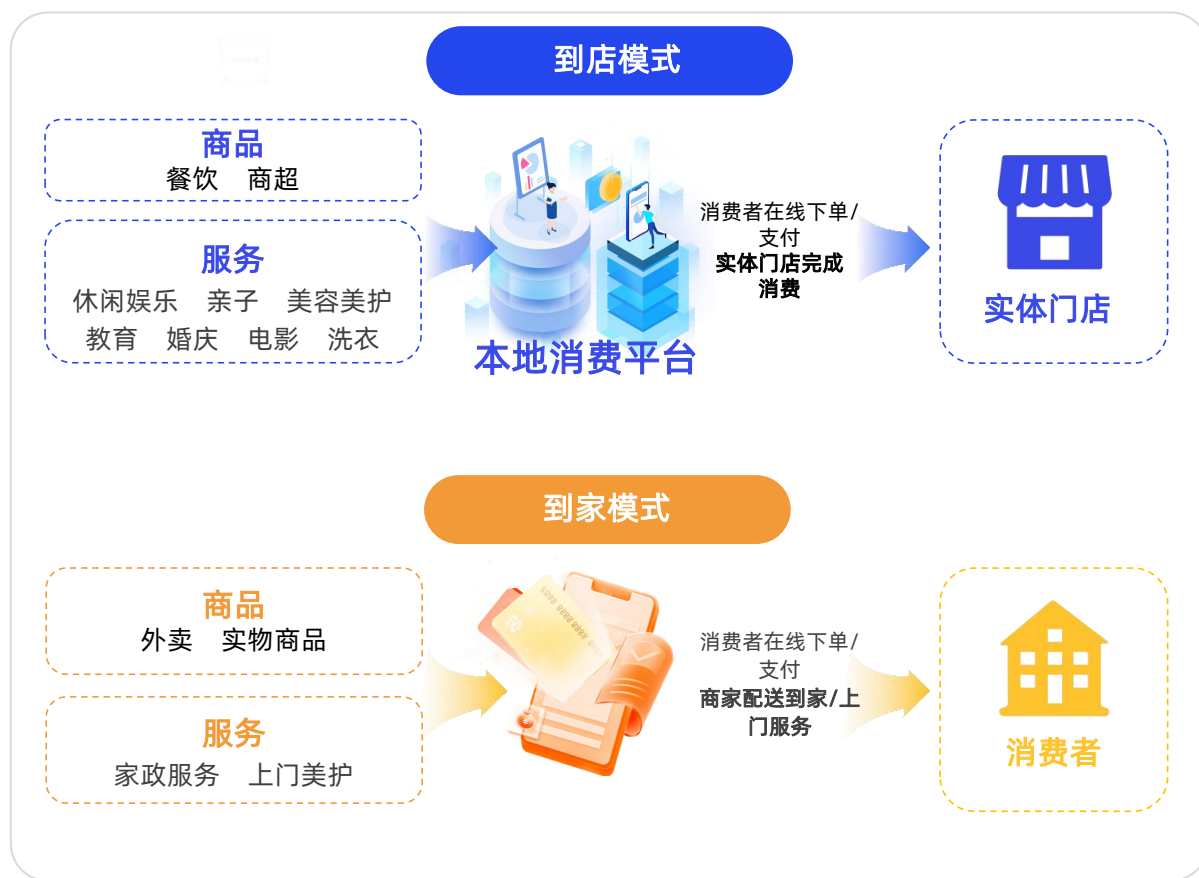 到店模式
商品
餐饮 商超
服务
休闲娱乐 亲子 美容美护
教育 婚庆 电影 洗衣
本地消费平台
消费者在线下单/
支付
实体门店完成
消费
实体门店
到家模式
商品
外卖 实物商品
服务
家政服务 上门美护
8888 8888 8888 8888
消费者在线下单/
支付
商家配送到家/上
门服务
消费者